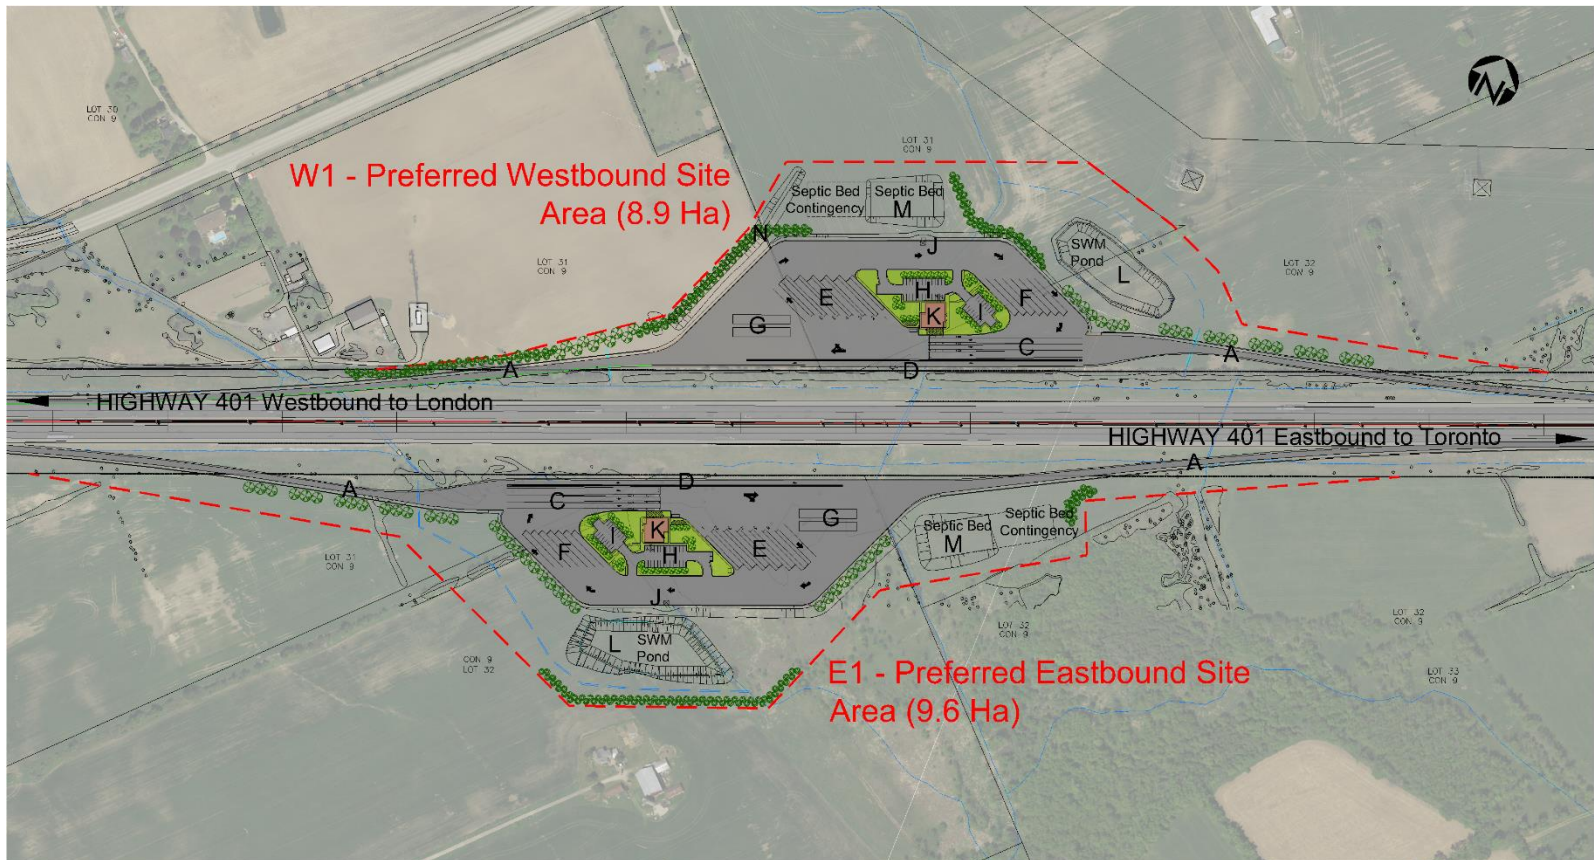 LOT 30
CON 9
N
LOT 31
CON 9
W1 - Preferred Westbound Site
Area (8.9 Ha)
Septic Bed
Contingency
Septic Bed
M
N
J
SWM
Pond
L
LOT 31
CON 9
LOT 32
CON 9
E
H
I
F
K
G
C
A
D
A
HIGHWAY 401 Westbound to London
HIGHWAY 401 Eastbound to Toronto
A
A
D
C
G
K
I
H
F
E
J
Septic Bed
M
Septic Bed
Contingency
LOT 31
CON 9
L
SWM
Pond
CON 9
LOT 32
LOT 32
CON 9
LOT 32
CON 9
LOT 33
CON 9
E1 - Preferred Eastbound Site
Area (9.6 Ha)